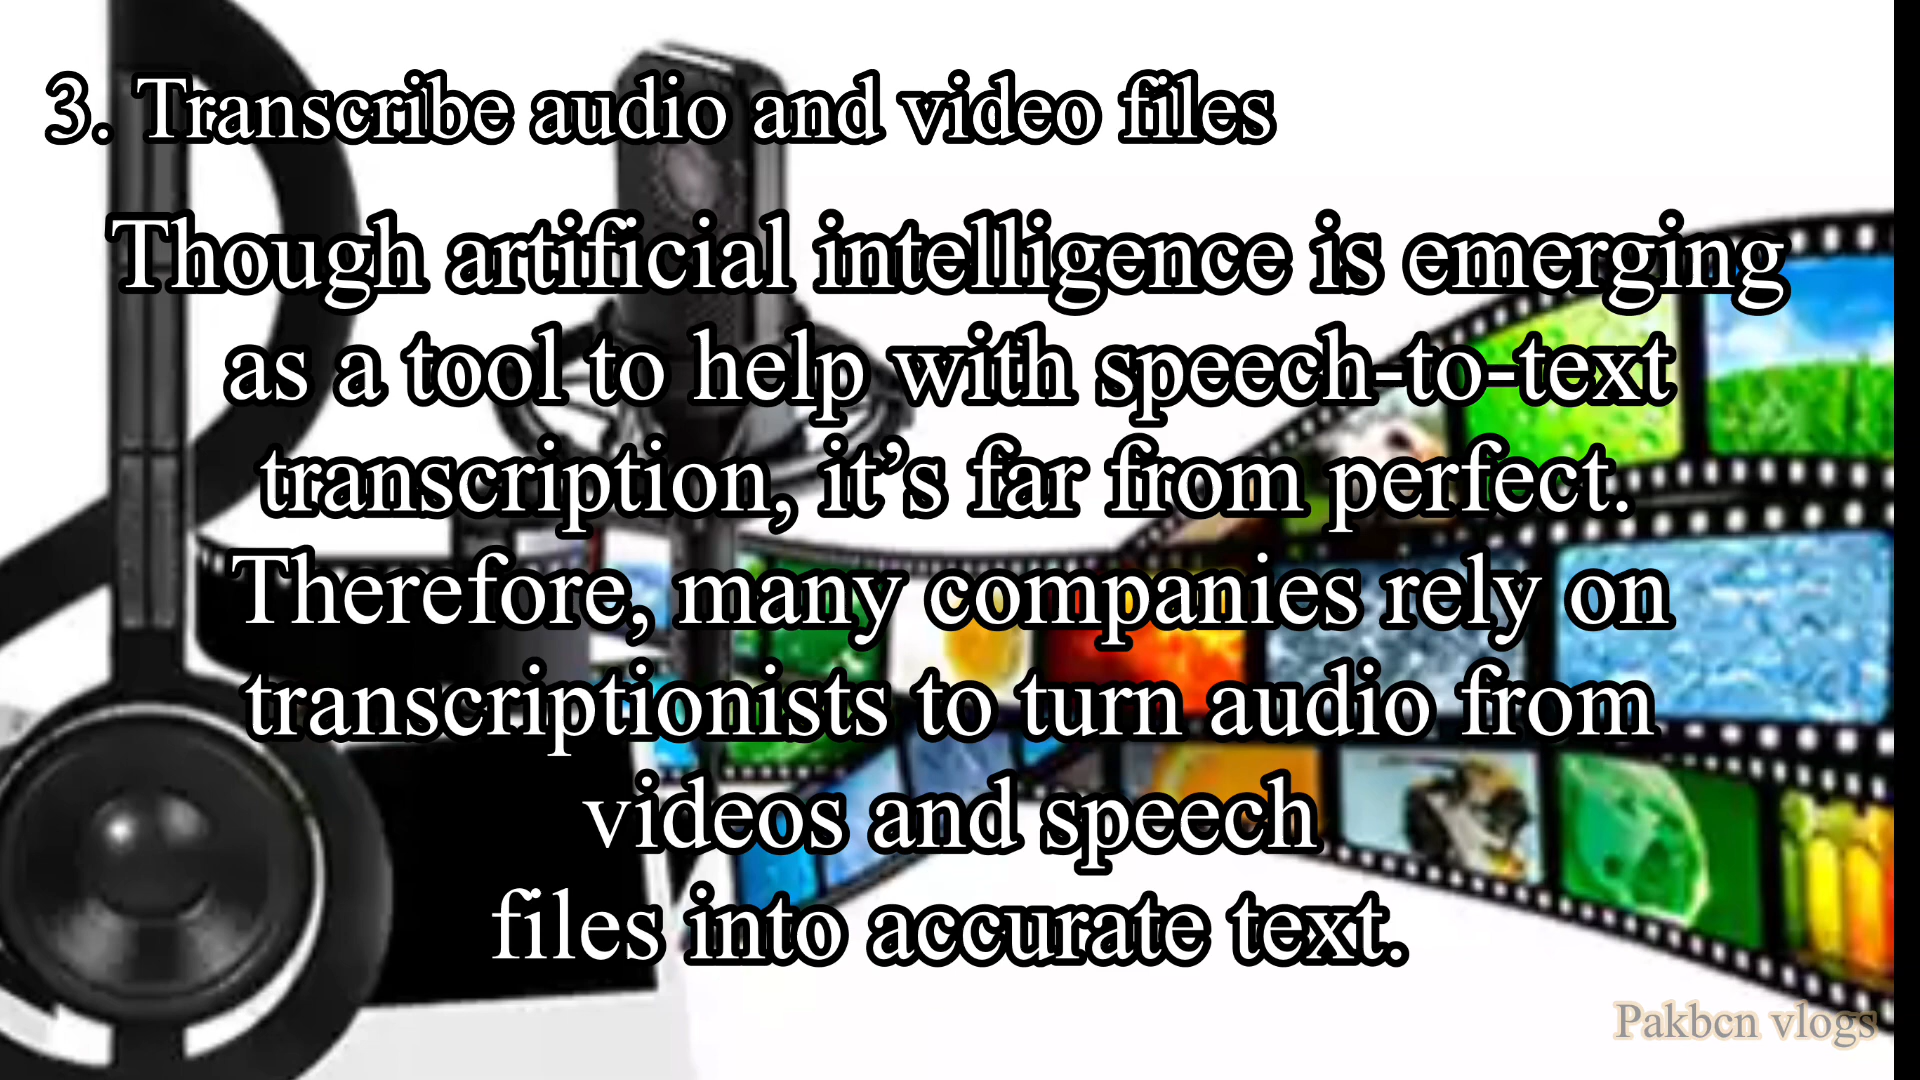 3. Transcribe audio and video files
Though artificial intelligence is emerging
as a tool to help with speech-to-text
transcription, it’s far from perfect.
Therefore, many companies rely on
transcriptionists to turn audio from
videos and speech
files into accurate text.
Pakbcn vlogs